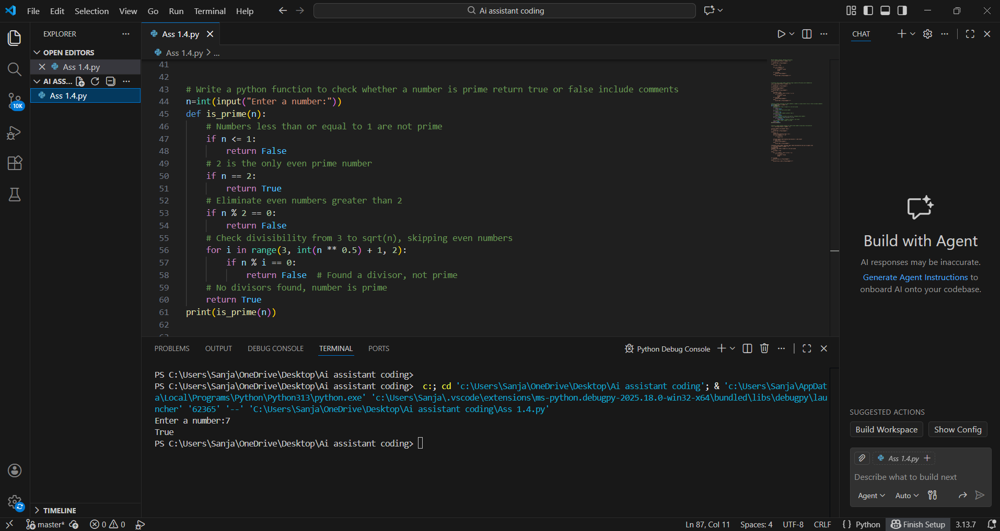 File Edit Selection View Go Run Terminal Help
Ai assistant coding
EXPLORER
OPEN EDITORS
Ass 1.4.py
AI ASS...
Ass 1.4.py
10K
TIMELINE
Ass 1.4.py
Ass 1.4.py > ...
41
42
43 # Write a python function to check whether a number is prime return true or false include comments
44 n=int(input("Enter a number:"))
45 def is_prime(n):
46     # Numbers less than or equal to 1 are not prime
47     if n <= 1:
48         return False
49     # 2 is the only even prime number
50     if n == 2:
51         return True
52     # Eliminate even numbers greater than 2
53     if n % 2 == 0:
54         return False
55     # Check divisibility from 3 to sqrt(n), skipping even numbers
56     for i in range(3, int(n ** 0.5) + 1, 2):
57         if n % i == 0:
58             return False  # Found a divisor, not prime
59     # No divisors found, number is prime
60     return True
61 print(is_prime(n))
62
PROBLEMS OUTPUT DEBUG CONSOLE TERMINAL PORTS
Python Debug Console
PS C:\Users\Sanja\OneDrive\Desktop\Ai assistant coding>
PS C:\Users\Sanja\OneDrive\Desktop\Ai assistant coding>  c:; cd 'c:\Users\Sanja\OneDrive\Desktop\Ai assistant coding'; & 'c:\Users\Sanja\AppDat
a\Local\Programs\Python\Python313\python.exe' 'c:\Users\Sanja\.vscode\extensions\ms-python.debugpy-2025.18.0-win32-x64\bundled\libs\debugpy\lau
ncher' '62365' '--' 'C:\Users\Sanja\OneDrive\Desktop\Ai assistant coding\Ass 1.4.py'
Enter a number:7
True
PS C:\Users\Sanja\OneDrive\Desktop\Ai assistant coding>
CHAT
Build with Agent
AI responses may be inaccurate.
Generate Agent Instructions to
onboard AI onto your codebase.
SUGGESTED ACTIONS
Build Workspace Show Config
Ass 1.4.py
Describe what to build next
Agent Auto
master* 0 0
Ln 87, Col 11 Spaces: 4 UTF-8 CRLF {} Python Finish Setup 3.13.7